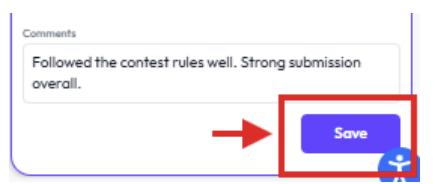 Comments
Followed the contest rules well. Strong submission
overall.
Save